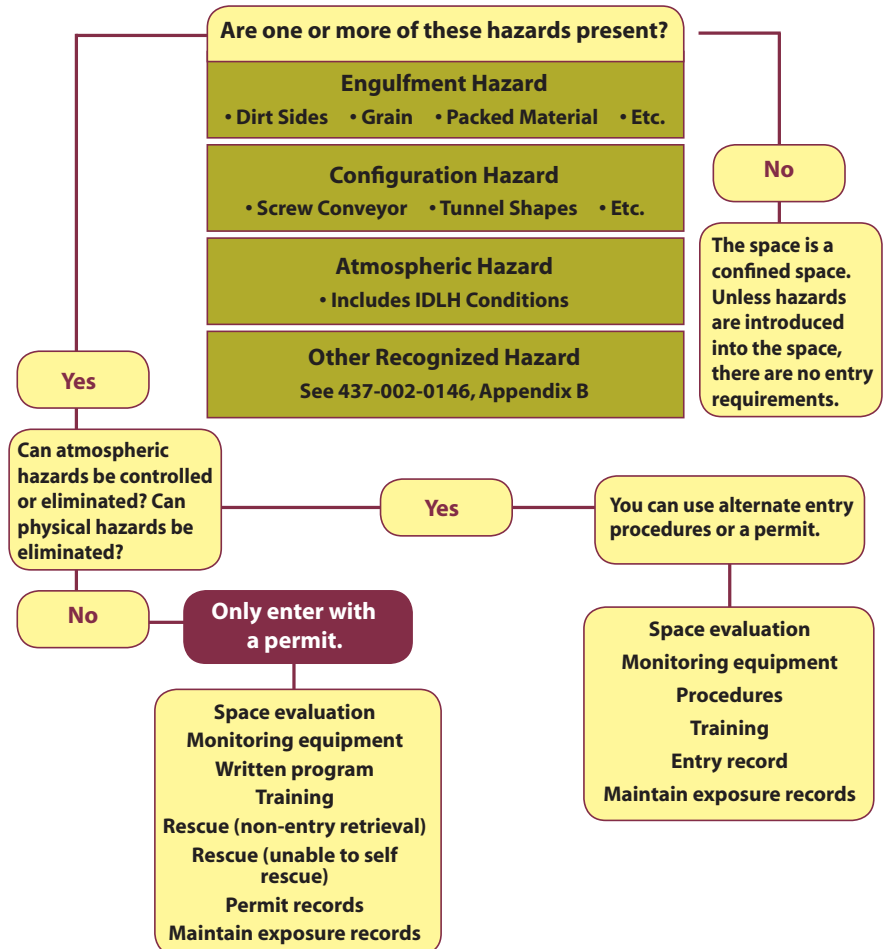 Are one or more of these hazards present?
Engulfment Hazard
• Dirt Sides • Grain • Packed Material • Etc.
Configuration Hazard
• Screw Conveyor • Tunnel Shapes • Etc.
Atmospheric Hazard
• Includes IDLH Conditions
Other Recognized Hazard
See 437-002-0146, Appendix B
No
The space is a
confined space.
Unless hazards
are introduced
into the space,
there are no entry
requirements.
Yes
Can atmospheric
hazards be controlled
or eliminated? Can
physical hazards be
eliminated?
Yes
You can use alternate entry
procedures or a permit.
Space evaluation
Monitoring equipment
Procedures
Training
Entry record
Maintain exposure records
No
Only enter with
a permit.
Space evaluation
Monitoring equipment
Written program
Training
Rescue (non-entry retrieval)
Rescue (unable to self
rescue)
Permit records
Maintain exposure records